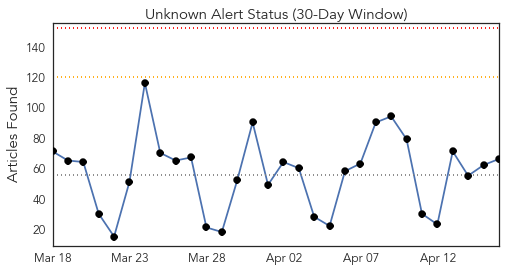 Unknown Alert Status (30-Day Window)
Articles Found
140
120
100
80
60
40
20
Mar 18 Mar 23 Mar 28 Apr 02 Apr 07 Apr 12